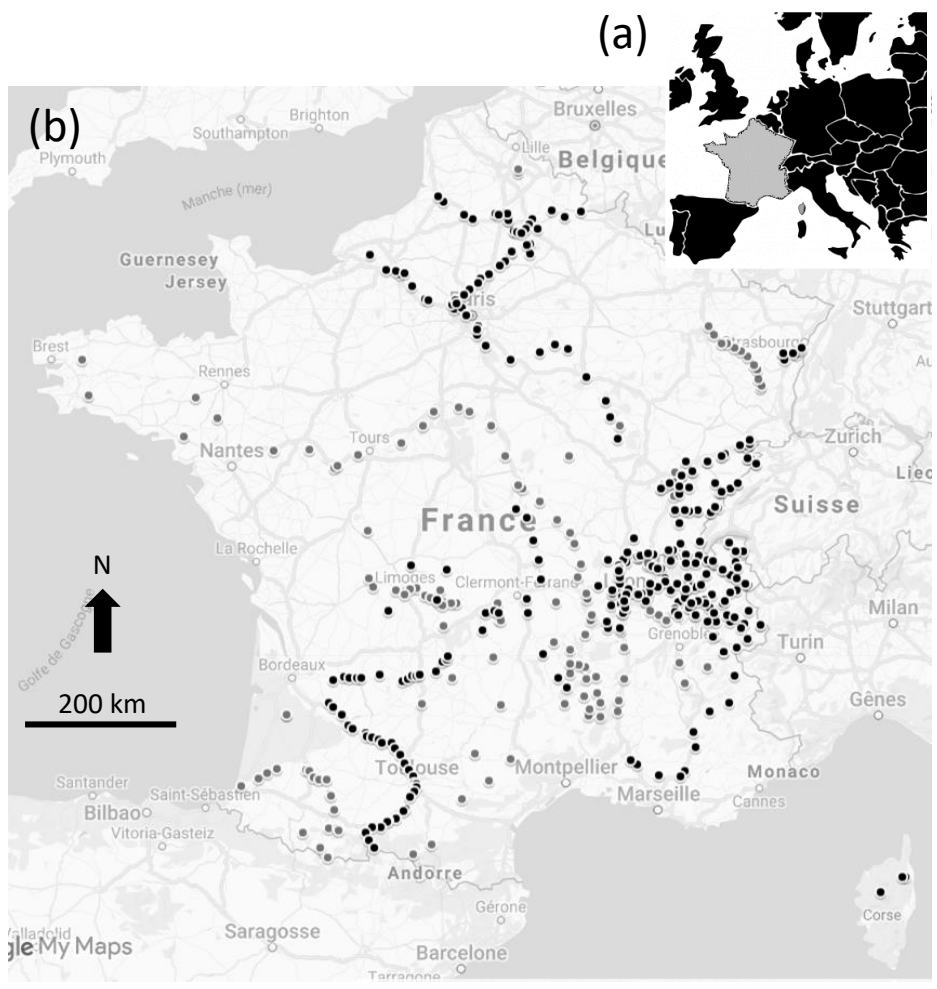 (a)
(b)
Bruxelles
Southampton
Brighton
Lille
Plymouth
Belgique
Manche (mer)
Guernesey
Jersey
Paris
Stuttgart
Strasbourg
Brest
Rennes
Zurich
Nantes
Tours
Suisse
France
La Rochelle
N
Limoges
Clermont-Ferrand
Lyon
Milan
Golfe de Gascogne
Grenoble
Turin
Bordeaux
200 km
Gênes
Toulouse
Montpellier
Monaco
Santander
Saint-Sébastien
Marseille
Cannes
Bilbao
Vitoria-Gasteiz
Andorre
Gérone
Corse
Valladolid
Saragosse
gle My Maps
Barcelone
Tarragone